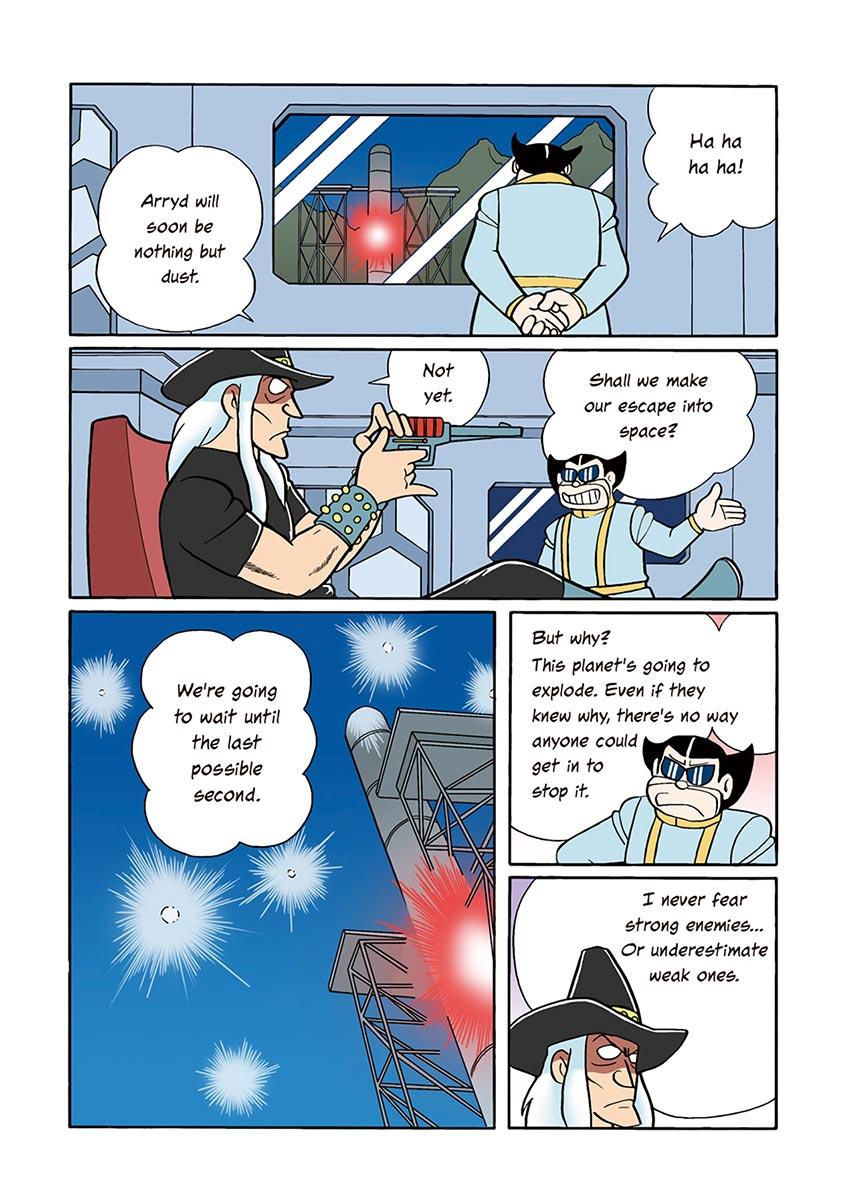 Ha ha
ha ha!
Arryd will
soon be
nothing but
dust.
Shall we make
our escape into
space?
Not
yet.
But why?
This planet's going to
explode. Even if they
knew why, there's no way
anyone could
get in to
stop it.
I never fear
strong enemies...
Or underestimate
weak ones.
We're going
to wait until
the last
possible
second.